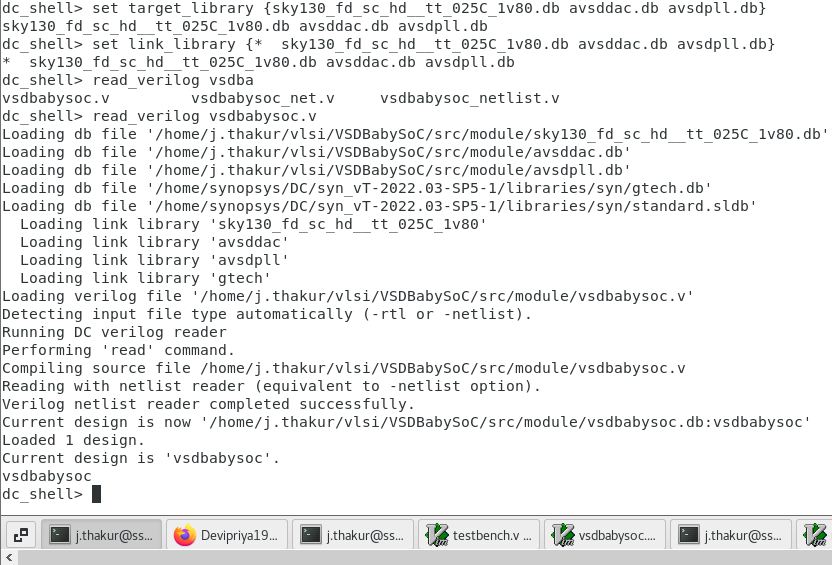 dc_shell> set target_library {sky130_fd_sc_hd__tt_025C_1v80.db avsddac.db avsdpll.db}
sky130_fd_sc_hd__tt_025C_1v80.db avsddac.db avsdpll.db
dc_shell> set link_library {*  sky130_fd_sc_hd__tt_025C_1v80.db avsddac.db avsdpll.db}
*  sky130_fd_sc_hd__tt_025C_1v80.db avsddac.db avsdpll.db
dc_shell> read_verilog vsdba
vsdbabysoc.v         vsdbabysoc_net.v     vsdbabysoc_netlist.v
dc_shell> read_verilog vsdbabysoc.v
Loading db file '/home/j.thakur/vlsi/VSDBabySoC/src/module/sky130_fd_sc_hd__tt_025C_1v80.db'
Loading db file '/home/j.thakur/vlsi/VSDBabySoC/src/module/avsddac.db'
Loading db file '/home/j.thakur/vlsi/VSDBabySoC/src/module/avsdpll.db'
Loading db file '/home/synopsys/DC/syn_vT-2022.03-SP5-1/libraries/syn/gtech.db'
Loading db file '/home/synopsys/DC/syn_vT-2022.03-SP5-1/libraries/syn/standard.sldb'
  Loading link library 'sky130_fd_sc_hd__tt_025C_1v80'
  Loading link library 'avsddac'
  Loading link library 'avsdpll'
  Loading link library 'gtech'
Loading verilog file '/home/j.thakur/vlsi/VSDBabySoC/src/module/vsdbabysoc.v'
Detecting input file type automatically (-rtl or -netlist).
Running DC verilog reader
Performing 'read' command.
Compiling source file /home/j.thakur/vlsi/VSDBabySoC/src/module/vsdbabysoc.v
Reading with netlist reader (equivalent to -netlist option).
Verilog netlist reader completed successfully.
Current design is now '/home/j.thakur/vlsi/VSDBabySoC/src/module/vsdbabysoc.db:vsdbabysoc'
Loaded 1 design.
Current design is 'vsdbabysoc'.
vsdbabysoc
dc_shell>
j.thakur@ss... Devipriya19... j.thakur@ss... testbench.v ... vsdbabysoc.... j.thakur@ss...